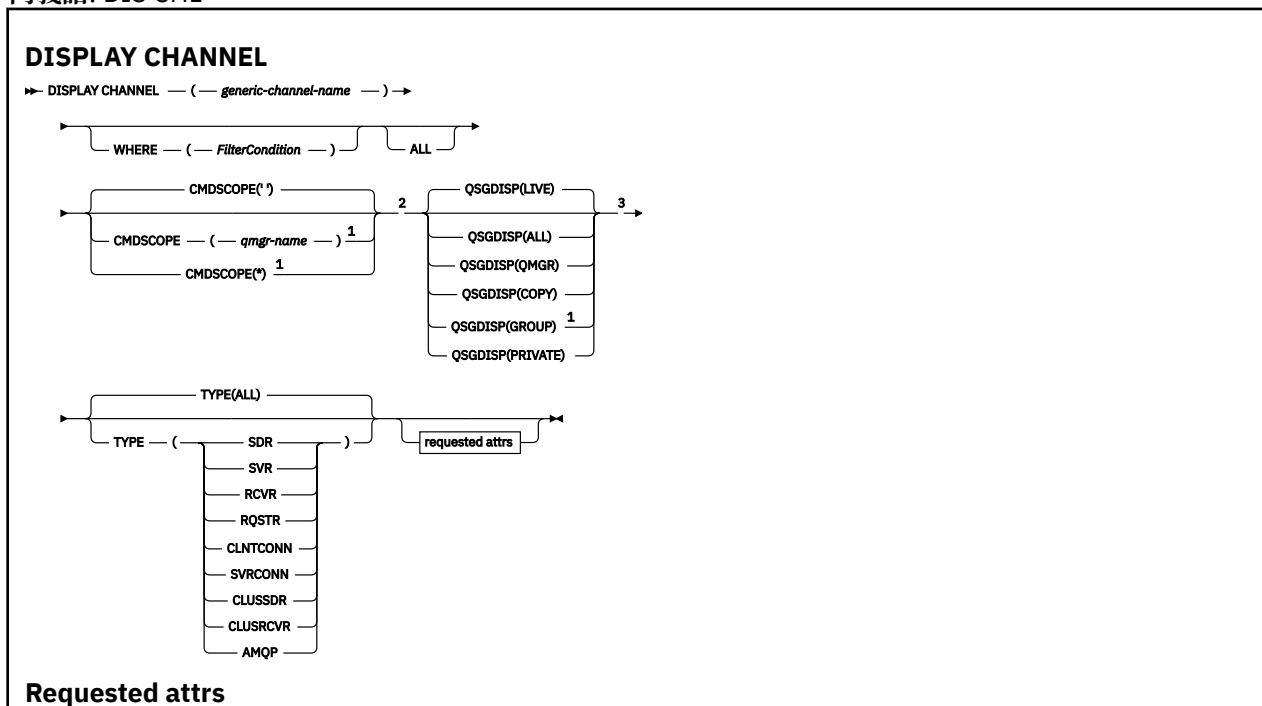 DISPLAY CHANNEL
DISPLAY CHANNEL ( generic-channel-name )
WHERE ( FilterCondition ) ALL
CMDSCOPE(' ')
CMDSCOPE ( qmgr-name ) 1
CMDSCOPE(*) 1
2
QSGDISP(LIVE)
QSGDISP(ALL)
QSGDISP(QMGR)
QSGDISP(COPY)
QSGDISP(GROUP) 1
QSGDISP(PRIVATE)
3
TYPE(ALL)
TYPE ( SDR )
SVR
RCVR
RQSTR
CLNTCONN
SVRCONN
CLUSSDR
CLUSRCVR
AMQP
requested attrs
Requested attrs